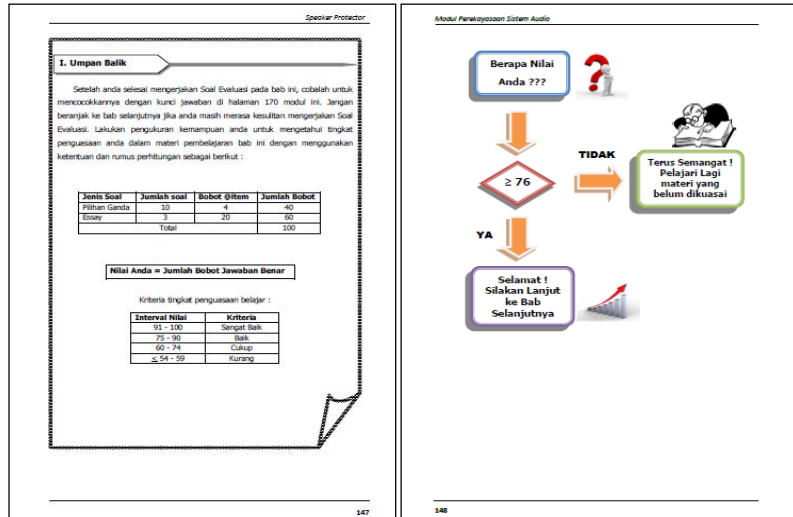 Speaker Protector
I. Umpan Balik
Setelah anda selesai mengerjakan Soal Evaluasi pada bab ini, cobalah untuk
mencocokkannya dengan kunci jawaban di halaman 170 modul ini. Jangan
beranjak ke bab selanjutnya jika anda masih merasa kesulitan mengerjakan Soal
Evaluasi. Lakukan pengukuran kemampuan anda untuk mengetahui tingkat
penguasaan anda dalam materi pembelajaran bab ini dengan menggunakan
ketentuan dan rumus perhitungan sebagai berikut :
Jenis Soal Jumlah soal Bobot @item Jumlah Bobot
Pilihan Ganda 10 4 40
Essay 3 20 60
Total 100
Nilai Anda = Jumlah Bobot Jawaban Benar
Kriteria tingkat penguasaan belajar :
Interval Nilai Kriteria
91 - 100 Sangat Baik
75 - 90 Baik
60 - 74 Cukup
≤ 54 - 59 Kurang
147
Modul Perekayasaan Sistem Audio
Berapa Nilai
Anda ???
≥ 76
TIDAK
Terus Semangat !
Pelajari Lagi
materi yang
belum dikuasai
YA
Selamat !
Silakan Lanjut
ke Bab
Selanjutnya
148